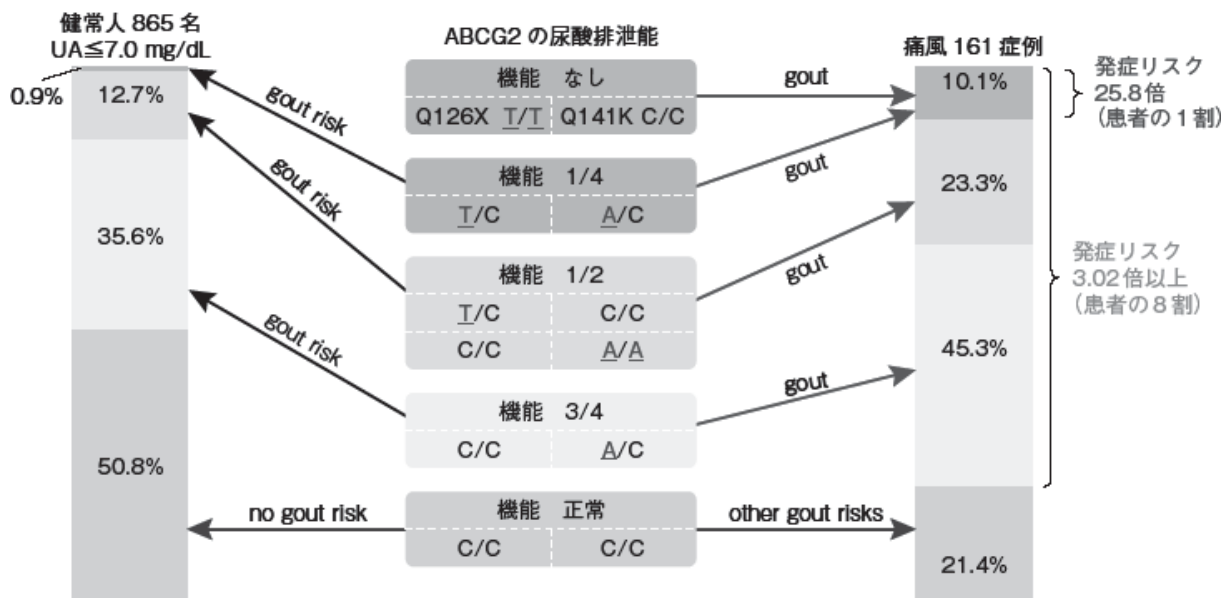 健常人 865 名
UA≦7.0 mg/dL
0.9%
12.7%
35.6%
50.8%
gout risk
gout risk
gout risk
no gout risk
ABCG2 の尿酸排泄能
機能 なし
Q126X T/T Q141K C/C
機能 1/4
T/C A/C
機能 1/2
T/C C/C
C/C A/A
機能 3/4
C/C A/C
機能 正常
C/C C/C
gout
gout
gout
gout
other gout risks
痛風 161 症例
10.1%
23.3%
45.3%
21.4%
発症リスク
25.8倍
(患者の1割)
発症リスク
3.02倍以上
(患者の8割)